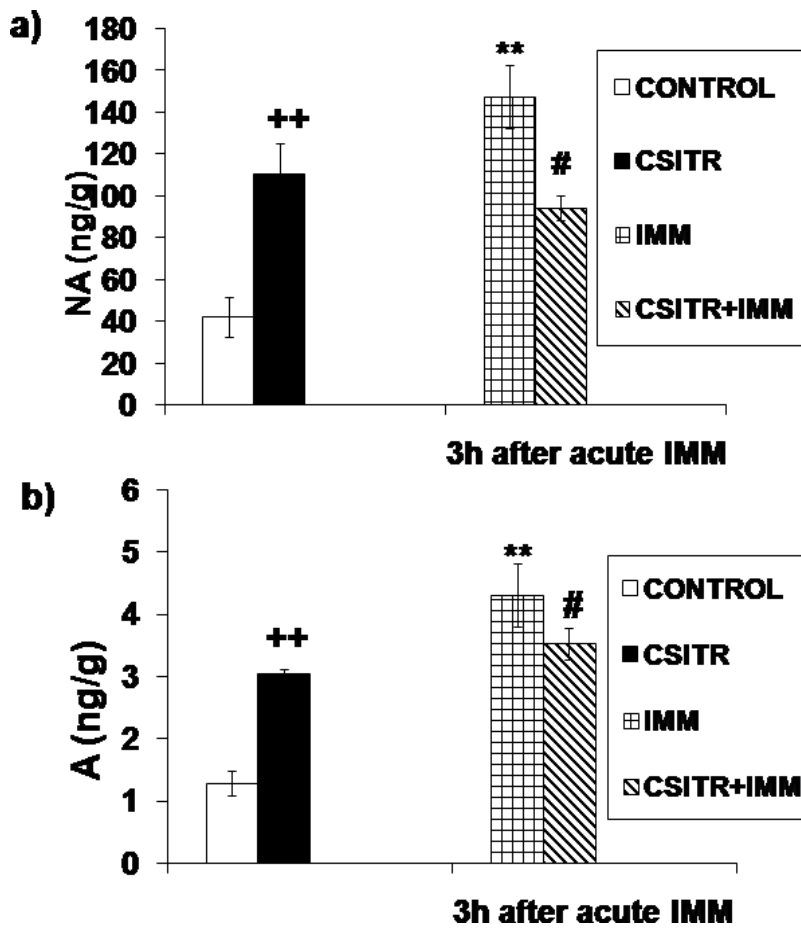 a)
180
160
140
120
100
80
60
40
20
0
NA (ng/g)
++
**
#
CONTROL
CSITR
IMM
CSITR+IMM
3h after acute IMM
b)
6
5
4
3
2
1
0
A (ng/g)
++
**
#
CONTROL
CSITR
IMM
CSITR+IMM
3h after acute IMM